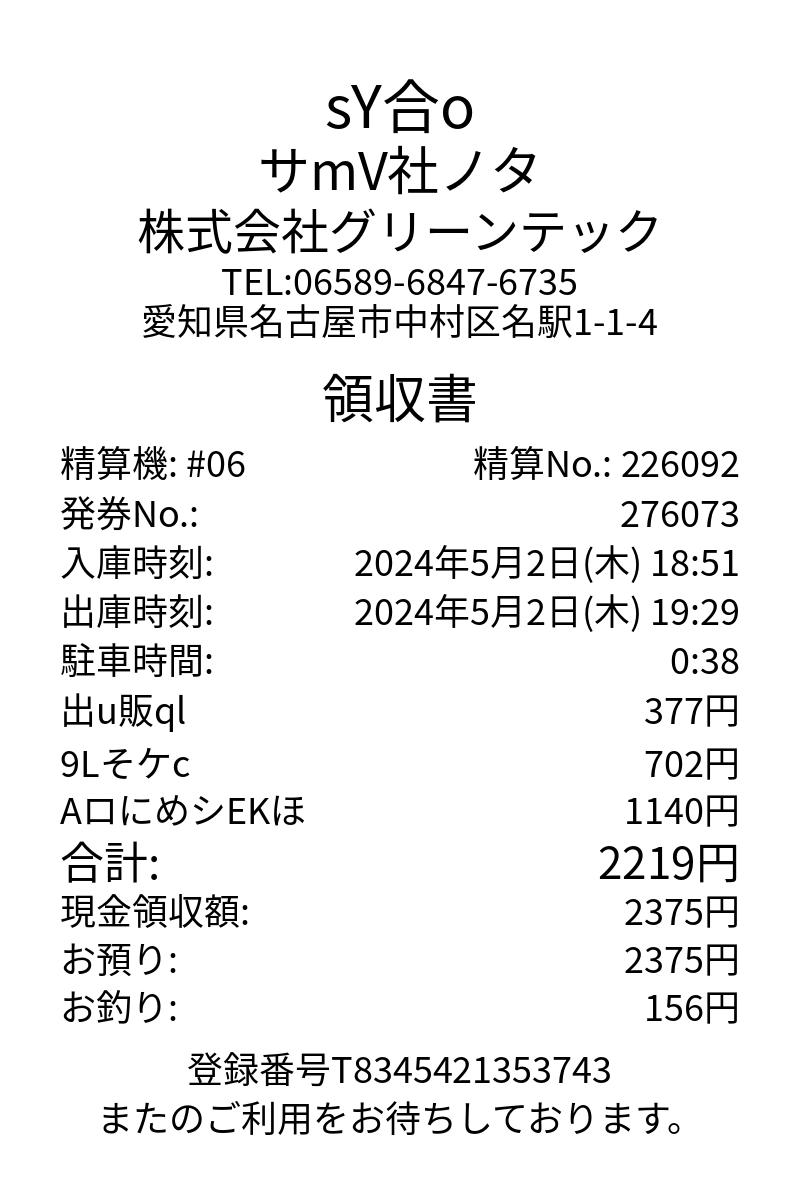 sY合o
サmV社ノタ
株式会社グリーンテック
TEL:06589-6847-6735
愛知県名古屋市中村区名駅1-1-4
領収書
精算機: #06 精算No.: 226092
発券No.: 276073
入庫時刻: 2024年5月2日(木) 18:51
出庫時刻: 2024年5月2日(木) 19:29
駐車時間: 0:38
出u販ql 377円
9Lそケc 702円
AロにめシEKほ 1140円
合計: 2219円
現金領収額: 2375円
お預り: 2375円
お釣り: 156円
登録番号T8345421353743
またのご利用をお待ちしております。